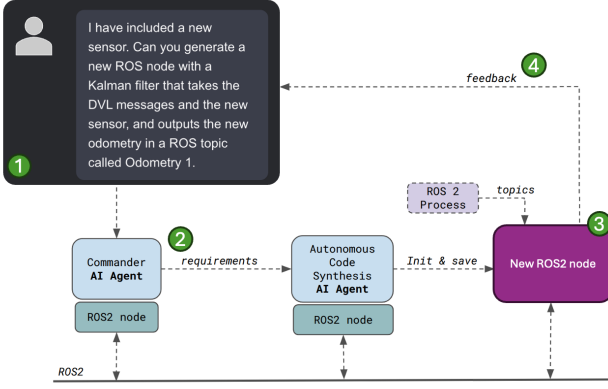 I have included a new
sensor. Can you generate a
new ROS node with a
Kalman filter that takes the
DVL messages and the new
sensor, and outputs the new
odometry in a ROS topic
called Odometry 1.
1
4
feedback
ROS 2
Process
topics
2
3
Commander
AI Agent
requirements
Autonomous
Code
Synthesis
AI Agent
Init & save
New ROS2 node
ROS2 node
ROS2 node
ROS2